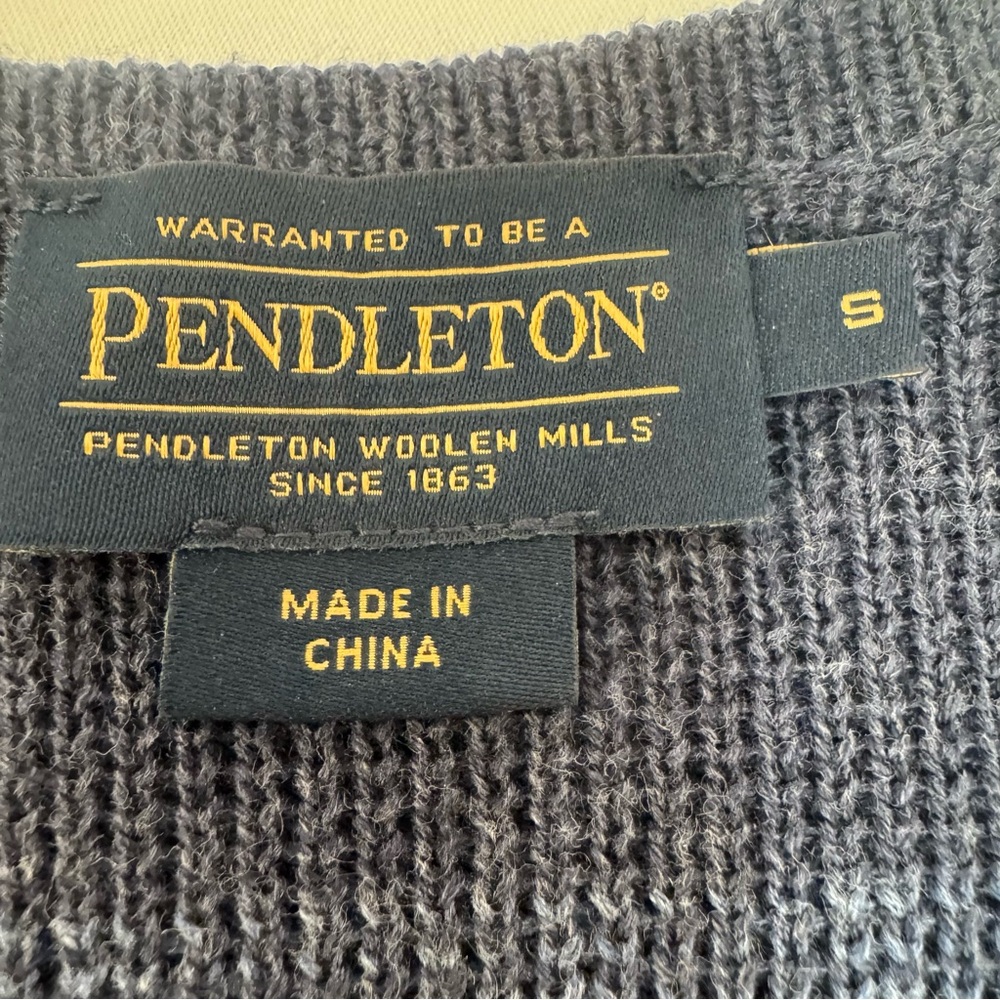 WARRANTED TO BE A
PENDLETON®
S
PENDLETON WOOLEN MILLS
SINCE 1863
MADE IN
CHINA